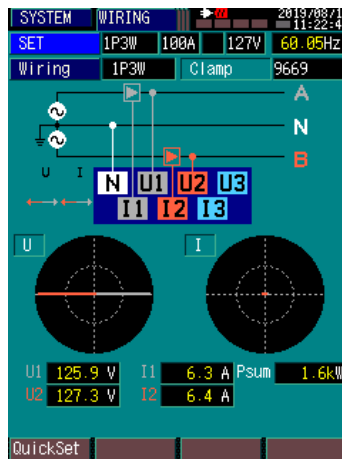 SYSTEM WIRING 2019/08/1
11:22:4
SET 1P3W 100A 127V 60.05Hz
Wiring 1P3W Clamp 9669
A
N
B
U I
N U1 U2 U3
I1 I2 I3
U I
U1 125.9 V I1 6.3 A Psum 1.6kW
U2 127.3 V I2 6.4 A
QuickSet